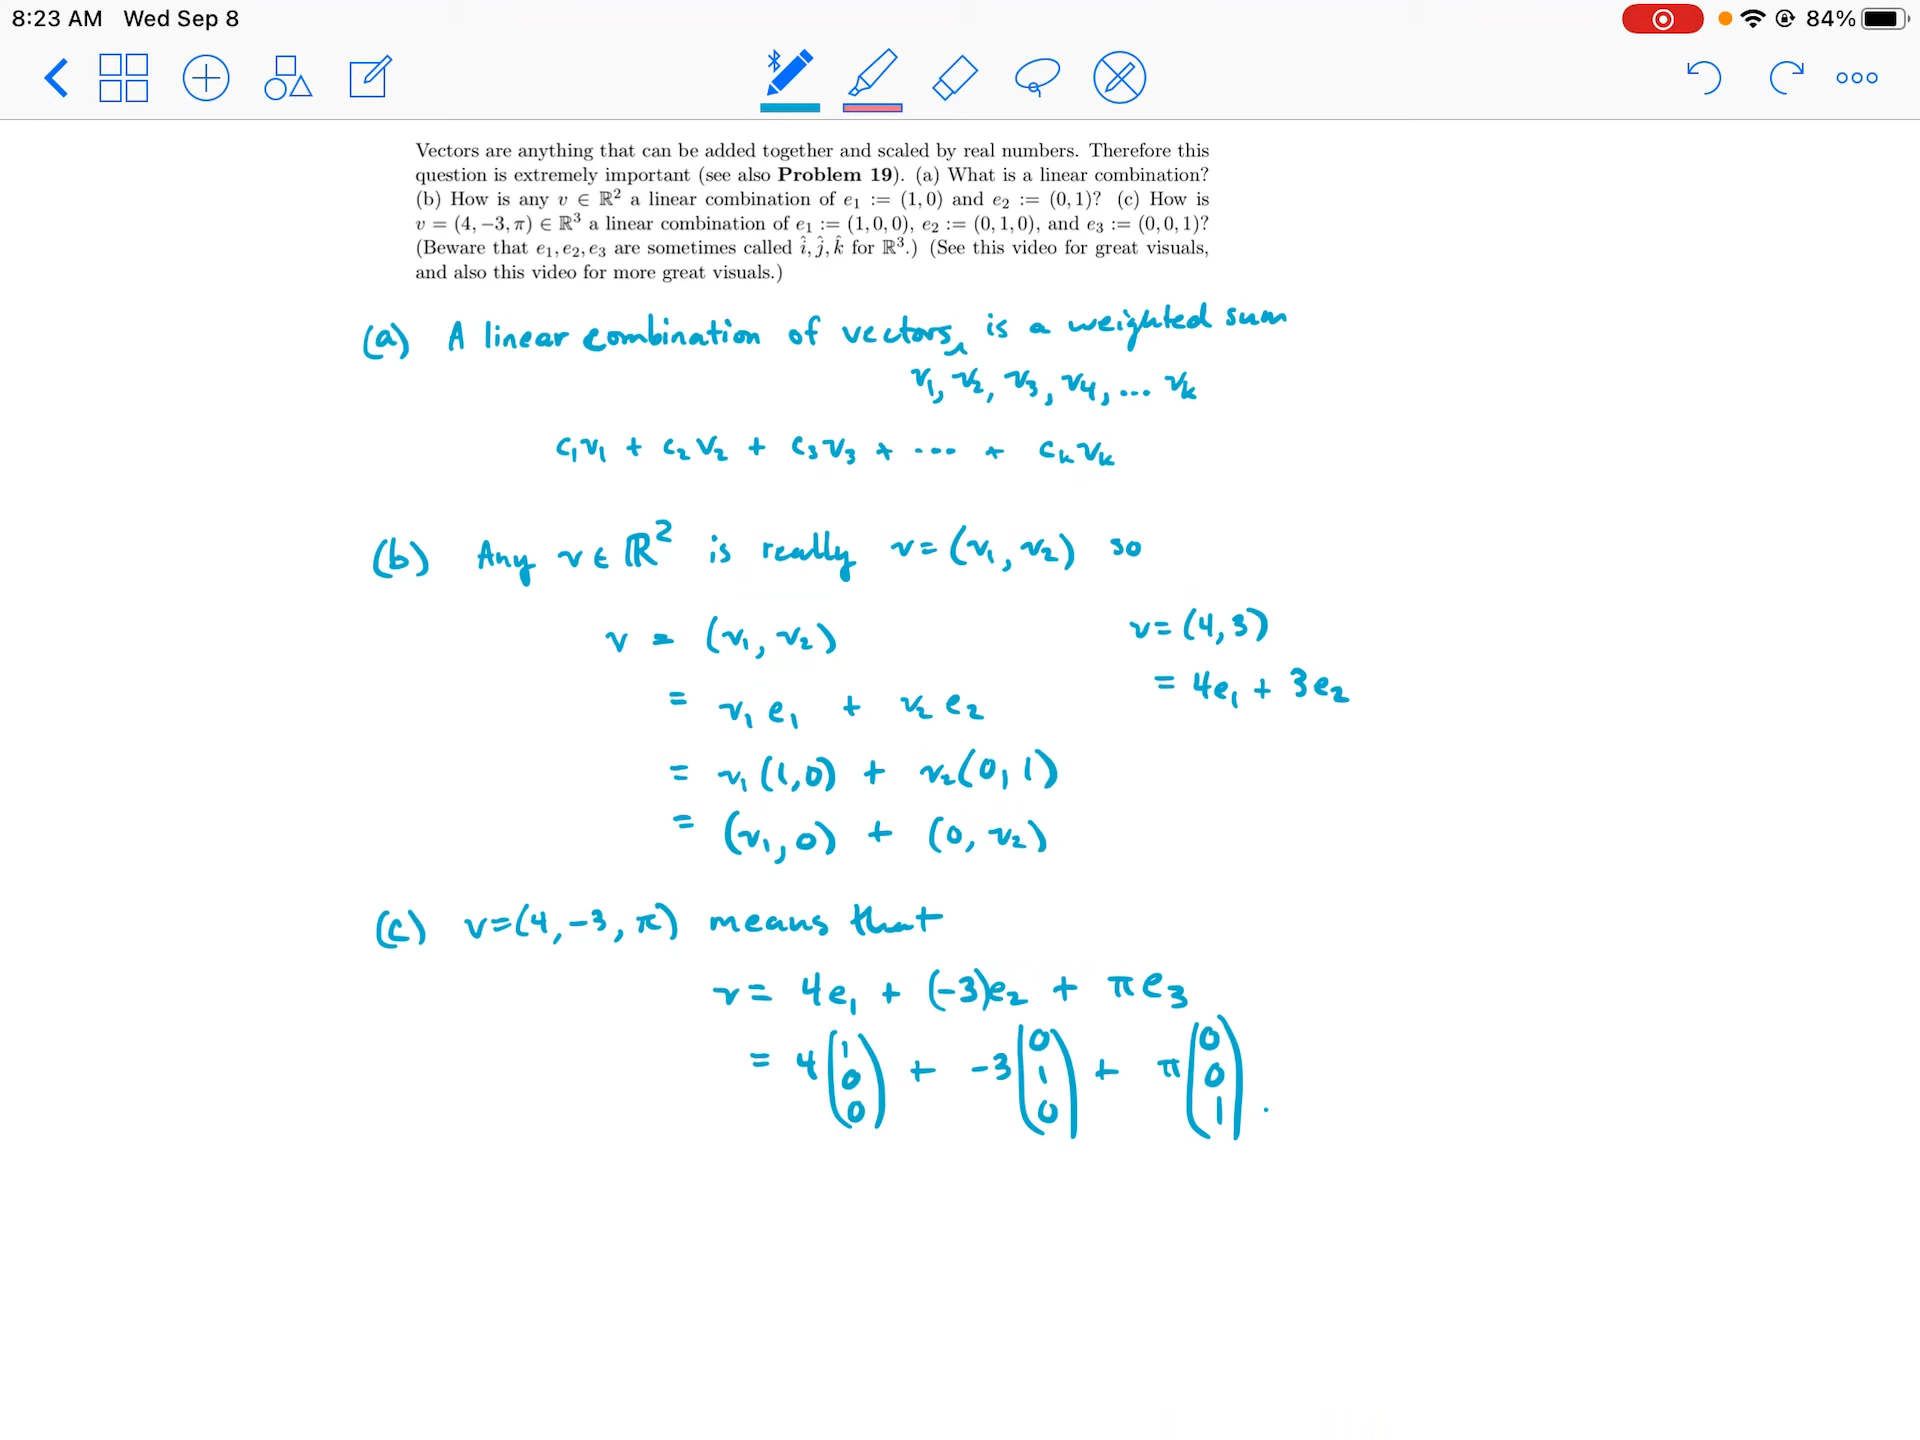 8:23 AM Wed Sep 8 84%
Vectors are anything that can be added together and scaled by real numbers. Therefore this
question is extremely important (see also Problem 19). (a) What is a linear combination?
(b) How is any v ∈ ℝ² a linear combination of e₁ := (1, 0) and e₂ := (0, 1)? (c) How is
v = (4, −3, π) ∈ ℝ³ a linear combination of e₁ := (1, 0, 0), e₂ := (0, 1, 0), and e₃ := (0, 0, 1)?
(Beware that e₁, e₂, e₃ are sometimes called î, ĵ, k̂ for ℝ³.) (See this video for great visuals,
and also this video for more great visuals.)
(a) A linear combination of vectors is a weighted sum
v₁, v₂, v₃, v₄, ... vₖ
c₁v₁ + c₂v₂ + c₃v₃ + ... + cₖvₖ
(b) Any v ∈ ℝ² is really v = (v₁, v₂) so
v = (v₁, v₂) v = (4, 3)
= v₁e₁ + v₂e₂ = 4e₁ + 3e₂
= v₁(1,0) + v₂(0,1)
= (v₁, 0) + (0, v₂)
(c) v = (4, −3, π) means that
v = 4e₁ + (−3)e₂ + πe₃
= 4(1 0 0) + −3(0 1 0) + π(0 0 1).